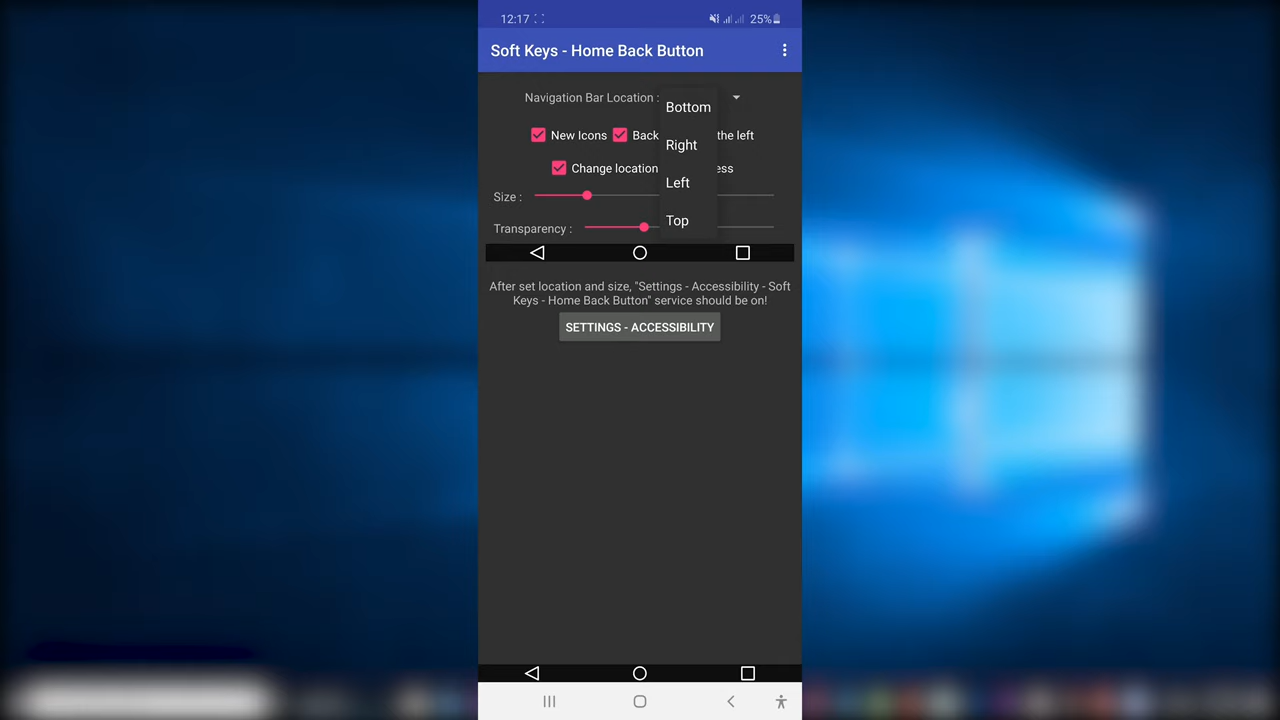 12:17
25%
Soft Keys - Home Back Button
Navigation Bar Location :
Bottom
New Icons
Back
the left
Right
Change location
ess
Left
Size :
Top
Transparency :
After set location and size, "Settings - Accessibility - Soft
Keys - Home Back Button" service should be on!
SETTINGS - ACCESSIBILITY